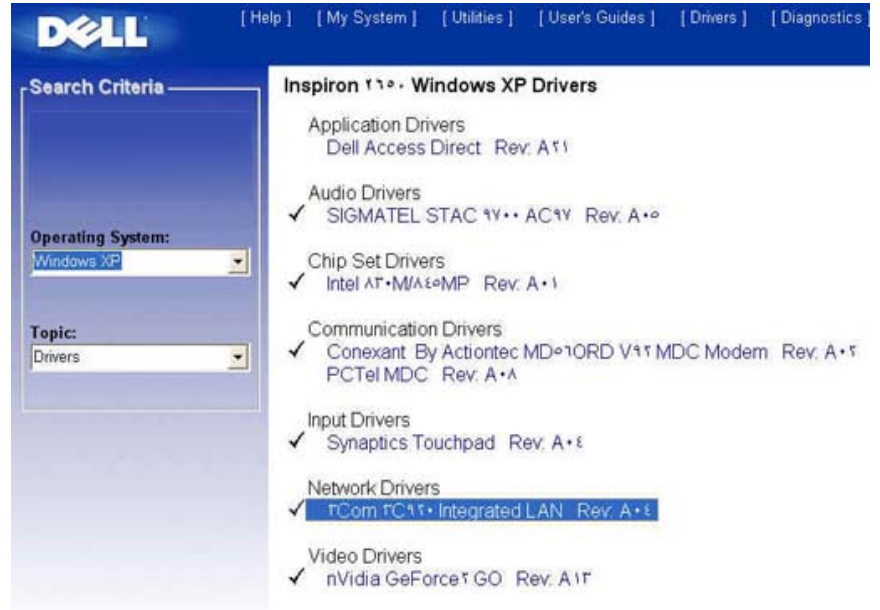 DELL
[ Help ] [ My System ] [ Utilities ] [ User's Guides ] [ Drivers ] [ Diagnostics ]
Search Criteria
Operating System:
Windows XP
Topic:
Drivers
Inspiron ٢٦٥٠ Windows XP Drivers
Application Drivers
Dell Access Direct Rev: A٢١
Audio Drivers
✓ SIGMATEL STAC ٩٧٠٠ AC٩٧ Rev: A٠٥
Chip Set Drivers
✓ Intel ٨٣٠M/٨٤٥MP Rev: A٠١
Communication Drivers
✓ Conexant By Actiontec MD٥٦ORD V٩٢ MDC Modem Rev: A٠٢
PCTel MDC Rev: A٠٨
Input Drivers
✓ Synaptics Touchpad Rev: A٠٤
Network Drivers
✓ ٣Com ٣C٩٢٠ Integrated LAN Rev: A٠٤
Video Drivers
✓ nVidia GeForce٢ GO Rev: A١٣